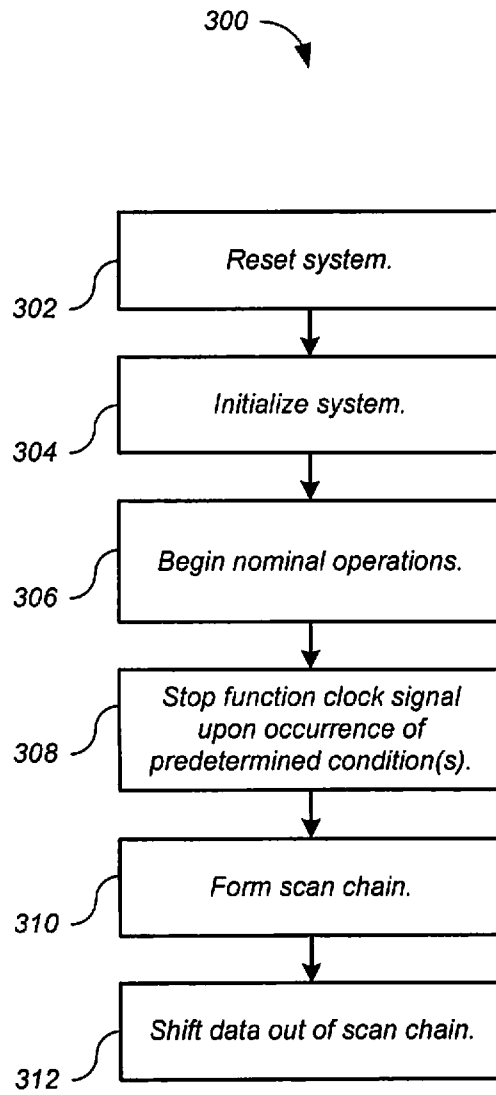 300
Reset system.
302
Initialize system.
304
Begin nominal operations.
306
Stop function clock signal
upon occurrence of
predetermined condition(s).
308
Form scan chain.
310
Shift data out of scan chain.
312